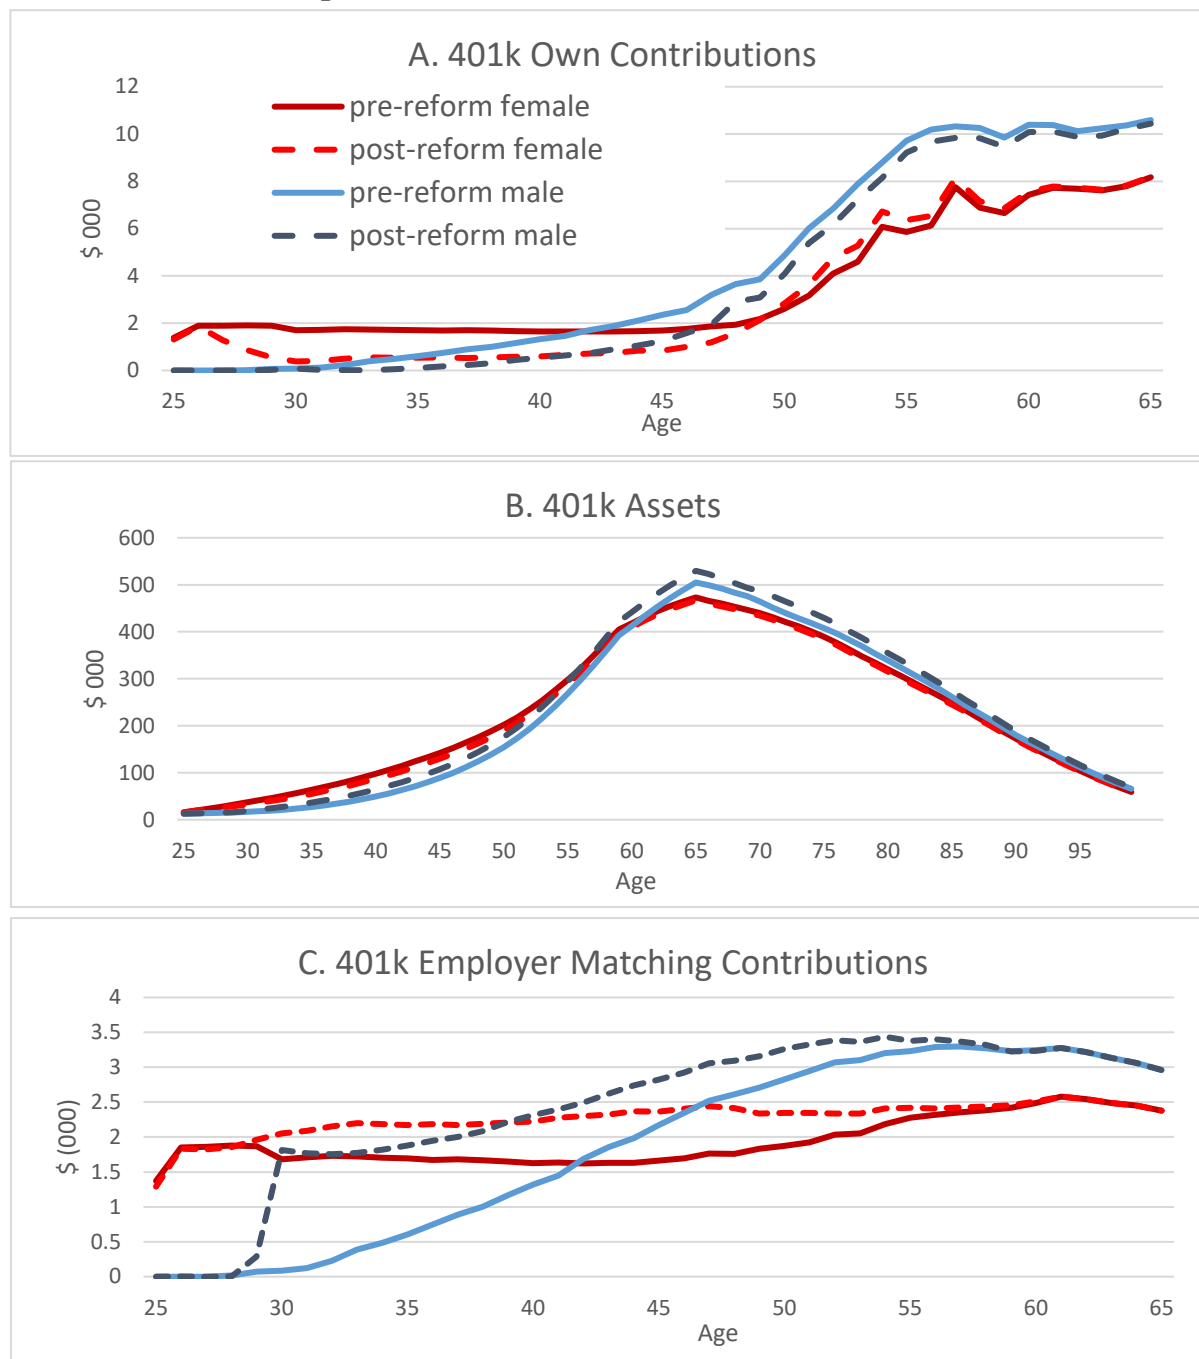 A. 401k Own Contributions
12
10
8
6
4
2
0
$ 000
pre-reform female
post-reform female
pre-reform male
post-reform male
25 30 35 40 45 50 55 60 65
Age
B. 401k Assets
600
500
400
300
200
100
0
$ 000
25 30 35 40 45 50 55 60 65 70 75 80 85 90 95
Age
C. 401k Employer Matching Contributions
4
3.5
3
2.5
2
1.5
1
0.5
0
$ (000)
25 30 35 40 45 50 55 60 65
Age